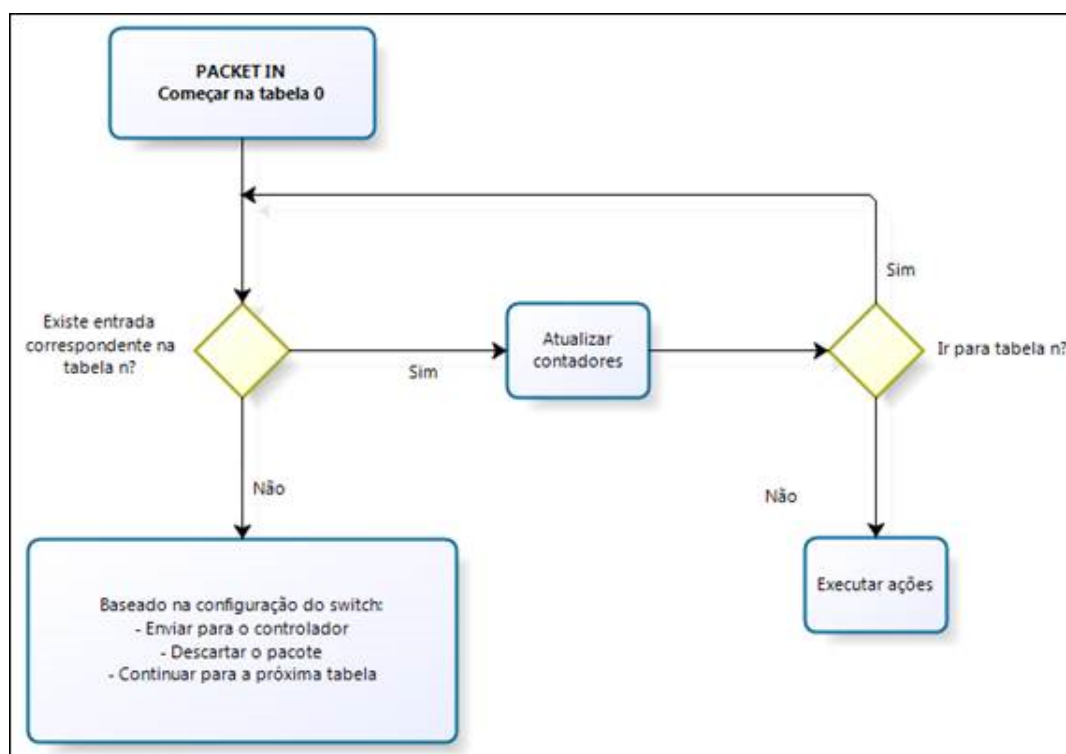 PACKET IN
Começar na tabela 0
Sim
Existe entrada
correspondente na
tabela n?
Sim
Atualizar
contadores
Ir para tabela n?
Não
Não
Baseado na configuração do switch:
- Enviar para o controlador
- Descartar o pacote
- Continuar para a próxima tabela
Executar ações